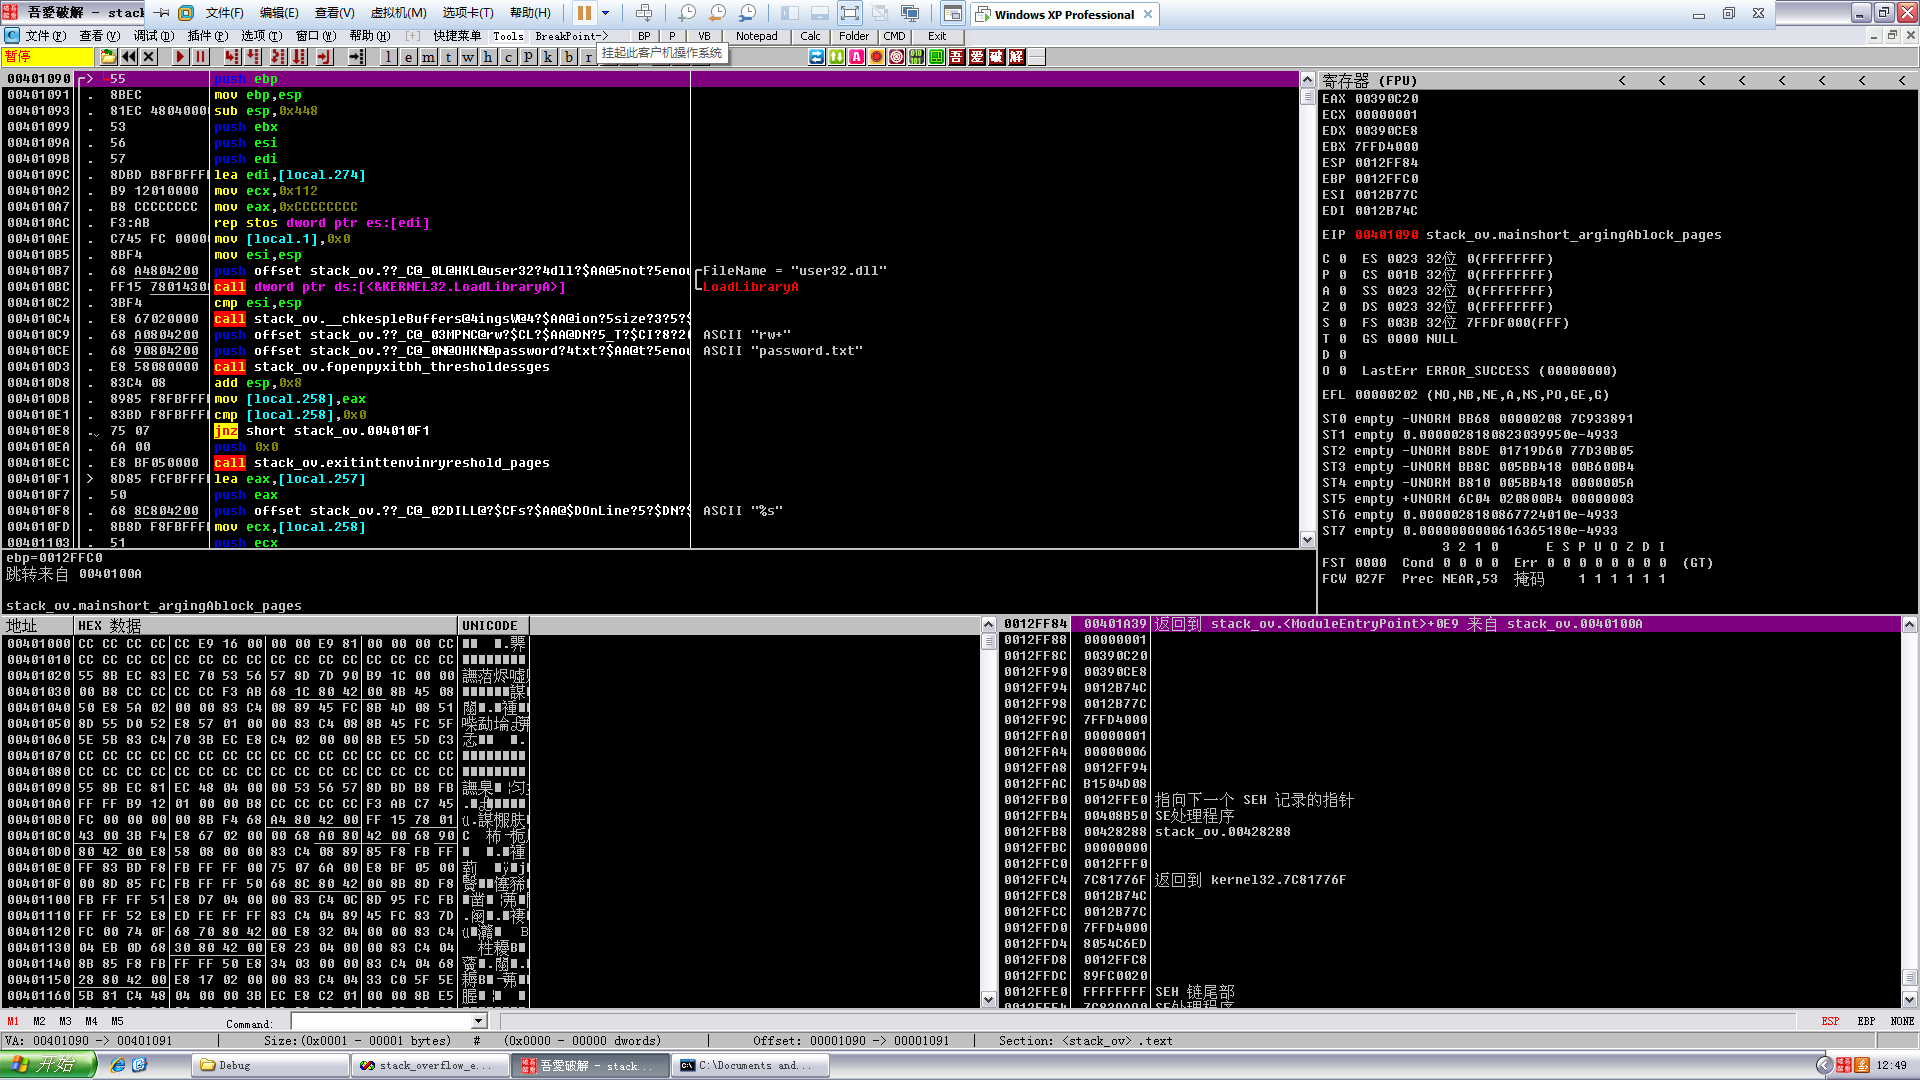 吾爱破解 - stack
文件(F) 编辑(E) 查看(V) 虚拟机(M) 选项卡(T) 帮助(H)
Windows XP Professional
文件(F) 查看(V) 调试(D) 插件(P) 选项(T) 窗口(W) 帮助(H) [+] 快捷菜单 Tools BreakPoint-> BP P VB Notepad Calc Folder CMD Exit
挂起此客户机操作系统
暂停
l e m t w h c p k b r
吾 爱 破 解
00401090 55 push ebp
00401091 8BEC mov ebp,esp
00401093 81EC 48040000 sub esp,0x448
00401099 53 push ebx
0040109A 56 push esi
0040109B 57 push edi
0040109C 8DBD B8FBFFFF lea edi,[local.274]
004010A2 B9 12010000 mov ecx,0x112
004010A7 B8 CCCCCCCC mov eax,0xCCCCCCCC
004010AC F3:AB rep stos dword ptr es:[edi]
004010AE C745 FC 00000 mov [local.1],0x0
004010B5 8BF4 mov esi,esp
004010B7 68 A4804200 push offset stack_ov.??_C@_0L@HKL@user32?4dll?$AA@5not?5enou FileName = "user32.dll"
004010BC FF15 78014300 call dword ptr ds:[<&KERNEL32.LoadLibraryA>] LoadLibraryA
004010C2 3BF4 cmp esi,esp
004010C4 E8 67020000 call stack_ov.__chkespleBuffers@4ingsW@4?$AA@ion?5size?3?5?$
004010C9 68 A0804200 push offset stack_ov.??_C@_03MPNC@rw?$CL?$AA@DN?5_T?$CI?8?2 ASCII "rw+"
004010CE 68 90804200 push offset stack_ov.??_C@_0N@OHKN@password?4txt?$AA@t?5enou ASCII "password.txt"
004010D3 E8 58080000 call stack_ov.fopenpyxitbh_thresholdessges
004010D8 83C4 08 add esp,0x8
004010DB 8985 F8FBFFFF mov [local.258],eax
004010E1 83BD F8FBFFFF cmp [local.258],0x0
004010E8 75 07 jnz short stack_ov.004010F1
004010EA 6A 00 push 0x0
004010EC E8 BF050000 call stack_ov.exitinttenvinryreshold_pages
004010F1 8D85 FCFBFFFF lea eax,[local.257]
004010F7 50 push eax
004010F8 68 8C804200 push offset stack_ov.??_C@_02DILL@?$CFs?$AA@$DOnLine?5?$DN?$ ASCII "%s"
004010FD 8B8D F8FBFFFF mov ecx,[local.258]
00401103 51 push ecx
ebp=0012FFC0
跳转来自 0040100A
stack_ov.mainshort_argingAblock_pages
寄存器 (FPU) < < < < < < < <
EAX 00390C20
ECX 00000001
EDX 00390CE8
EBX 7FFD4000
ESP 0012FF84
EBP 0012FFC0
ESI 0012B77C
EDI 0012B74C
EIP 00401090 stack_ov.mainshort_argingAblock_pages
C 0 ES 0023 32位 0(FFFFFFFF)
P 0 CS 001B 32位 0(FFFFFFFF)
A 0 SS 0023 32位 0(FFFFFFFF)
Z 0 DS 0023 32位 0(FFFFFFFF)
S 0 FS 003B 32位 7FFDF000(FFF)
T 0 GS 0000 NULL
D 0
O 0 LastErr ERROR_SUCCESS (00000000)
EFL 00000202 (NO,NB,NE,A,NS,PO,GE,G)
ST0 empty -UNORM BB68 00000208 7C933891
ST1 empty 0.0000028180823039950e-4933
ST2 empty -UNORM B8DE 01719D60 77D30B05
ST3 empty -UNORM BB8C 005BB418 00B600B4
ST4 empty -UNORM B810 005BB418 0000005A
ST5 empty +UNORM 6C04 020800B4 00000003
ST6 empty 0.0000028180867724010e-4933
ST7 empty 0.0000000000616365180e-4933
3 2 1 0 E S P U O Z D I
FST 0000 Cond 0 0 0 0 Err 0 0 0 0 0 0 0 0 (GT)
FCW 027F Prec NEAR,53 掩码 1 1 1 1 1 1
地址 HEX 数据 UNICODE
00401000 CC CC CC CC CC E9 16 00 00 00 E9 81 00 00 00 CC
00401010 CC CC CC CC CC CC CC CC CC CC CC CC CC CC CC CC
00401020 55 8B EC 83 EC 70 53 56 57 8D 7D 90 B9 1C 00 00
00401030 00 B8 CC CC CC CC F3 AB 68 1C 80 42 00 8B 45 08
00401040 50 E8 5A 02 00 00 83 C4 08 89 45 FC 8B 4D 08 51
00401050 8D 55 D0 52 E8 57 01 00 00 83 C4 08 8B 45 FC 5F
00401060 5E 5B 83 C4 70 3B EC E8 C4 02 00 00 8B E5 5D C3
00401070 CC CC CC CC CC CC CC CC CC CC CC CC CC CC CC CC
00401080 CC CC CC CC CC CC CC CC CC CC CC CC CC CC CC CC
00401090 55 8B EC 81 EC 48 04 00 00 53 56 57 8D BD B8 FB
004010A0 FF FF B9 12 01 00 00 B8 CC CC CC CC F3 AB C7 45
004010B0 FC 00 00 00 00 8B F4 68 A4 80 42 00 FF 15 78 01
004010C0 43 00 3B F4 E8 67 02 00 00 68 A0 80 42 00 68 90
004010D0 80 42 00 E8 58 08 00 00 83 C4 08 89 85 F8 FB FF
004010E0 FF 83 BD F8 FB FF FF 00 75 07 6A 00 E8 BF 05 00
004010F0 00 8D 85 FC FB FF FF 50 68 8C 80 42 00 8B 8D F8
00401100 FB FF FF 51 E8 D7 04 00 00 83 C4 0C 8D 95 FC FB
00401110 FF FF 52 E8 ED FE FF FF 83 C4 04 89 45 FC 83 7D
00401120 FC 00 74 0F 68 70 80 42 00 E8 32 04 00 00 83 C4
00401130 04 EB 0D 68 30 80 42 00 E8 23 04 00 00 83 C4 04
00401140 8B 85 F8 FB FF FF 50 E8 34 03 00 00 83 C4 04 68
00401150 28 80 42 00 E8 17 02 00 00 83 C4 04 33 C0 5F 5E
00401160 5B 81 C4 48 04 00 00 3B EC E8 C2 01 00 00 8B E5
0012FF84 00401A39 返回到 stack_ov.<ModuleEntryPoint>+0E9 来自 stack_ov.0040100A
0012FF88 00000001
0012FF8C 00390C20
0012FF90 00390CE8
0012FF94 0012B74C
0012FF98 0012B77C
0012FF9C 7FFD4000
0012FFA0 00000001
0012FFA4 00000006
0012FFA8 0012FF94
0012FFAC B1504D08
0012FFB0 0012FFE0 指向下一个 SEH 记录的指针
0012FFB4 00408B50 SE处理程序
0012FFB8 00428288 stack_ov.00428288
0012FFBC 00000000
0012FFC0 0012FFF0
0012FFC4 7C81776F 返回到 kernel32.7C81776F
0012FFC8 0012B74C
0012FFCC 0012B77C
0012FFD0 7FFD4000
0012FFD4 8054C6ED
0012FFD8 0012FFC8
0012FFDC 89FC0020
0012FFE0 FFFFFFFF SEH 链尾部
M1 M2 M3 M4 M5 Command: ESP EBP NONE
VA: 00401090 -> 00401091 Size:(0x0001 - 00001 bytes) # (0x0000 - 00000 dwords) Offset: 00001090 -> 00001091 Section: <stack_ov> .text
开始 Debug stack_overflow_e... 吾爱破解 - stack... C:\Documents and... 12:49